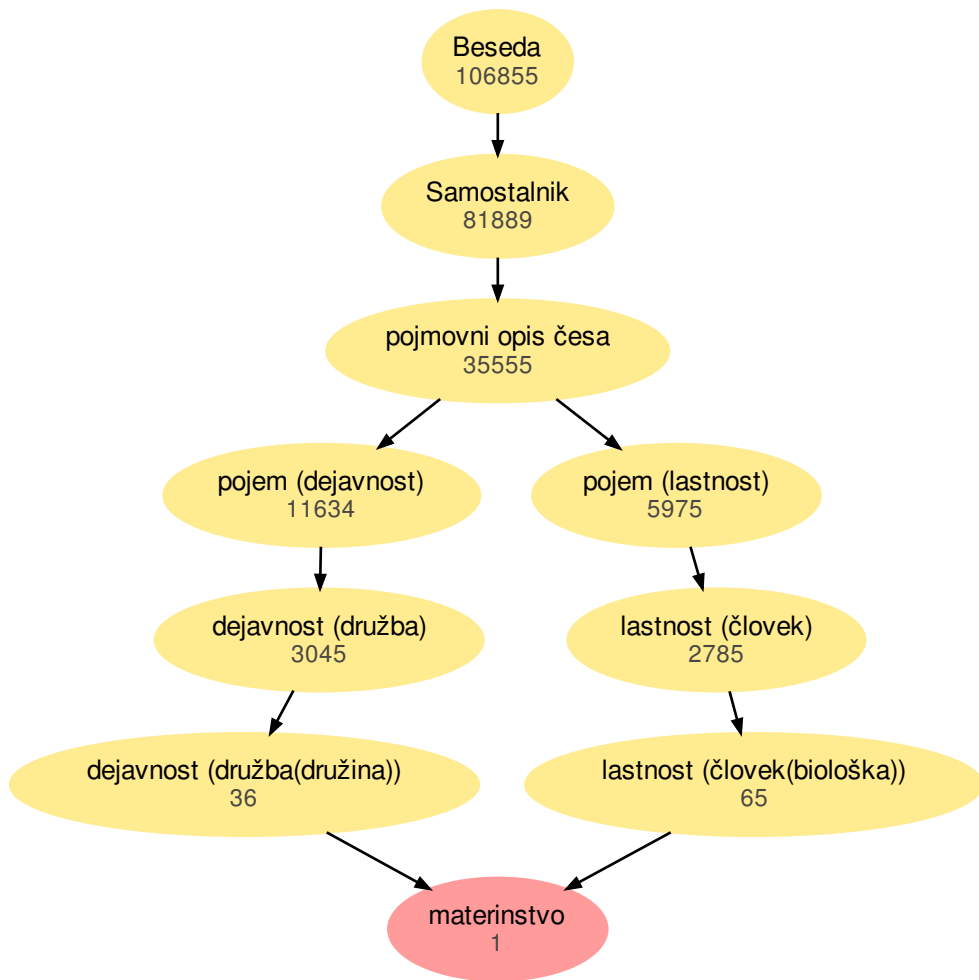 Beseda
106855
Samostalnik
81889
pojmovni opis česa
35555
pojem (dejavnost)
11634
pojem (lastnost)
5975
dejavnost (družba)
3045
lastnost (človek)
2785
dejavnost (družba(družina))
36
lastnost (človek(biološka))
65
materinstvo
1